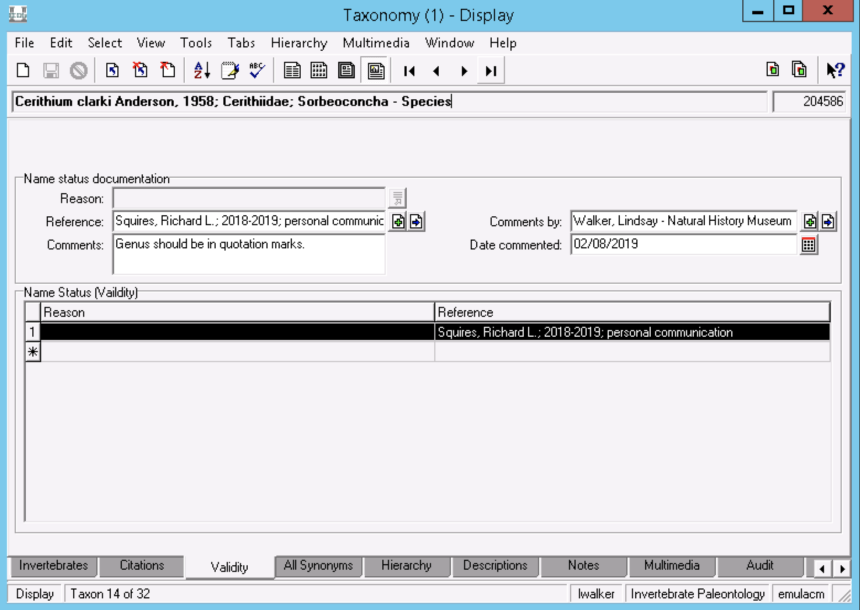 Taxonomy (1) - Display
File Edit Select View Tools Tabs Hierarchy Multimedia Window Help
Cerithium clarki Anderson, 1958; Cerithiidae; Sorbeoconcha - Species 204586
Name status documentation
Reason:
Reference: Squires, Richard L.; 2018-2019; personal communic Comments by: Walker, Lindsay - Natural History Museum
Comments: Genus should be in quotation marks. Date commented: 02/08/2019
Name Status (Vaildity)
Reason Reference
1 Squires, Richard L.; 2018-2019; personal communication
Invertebrates Citations Validity All Synonyms Hierarchy Descriptions Notes Multimedia Audit
Display Taxon 14 of 32 lwalker Invertebrate Paleontology emulacm